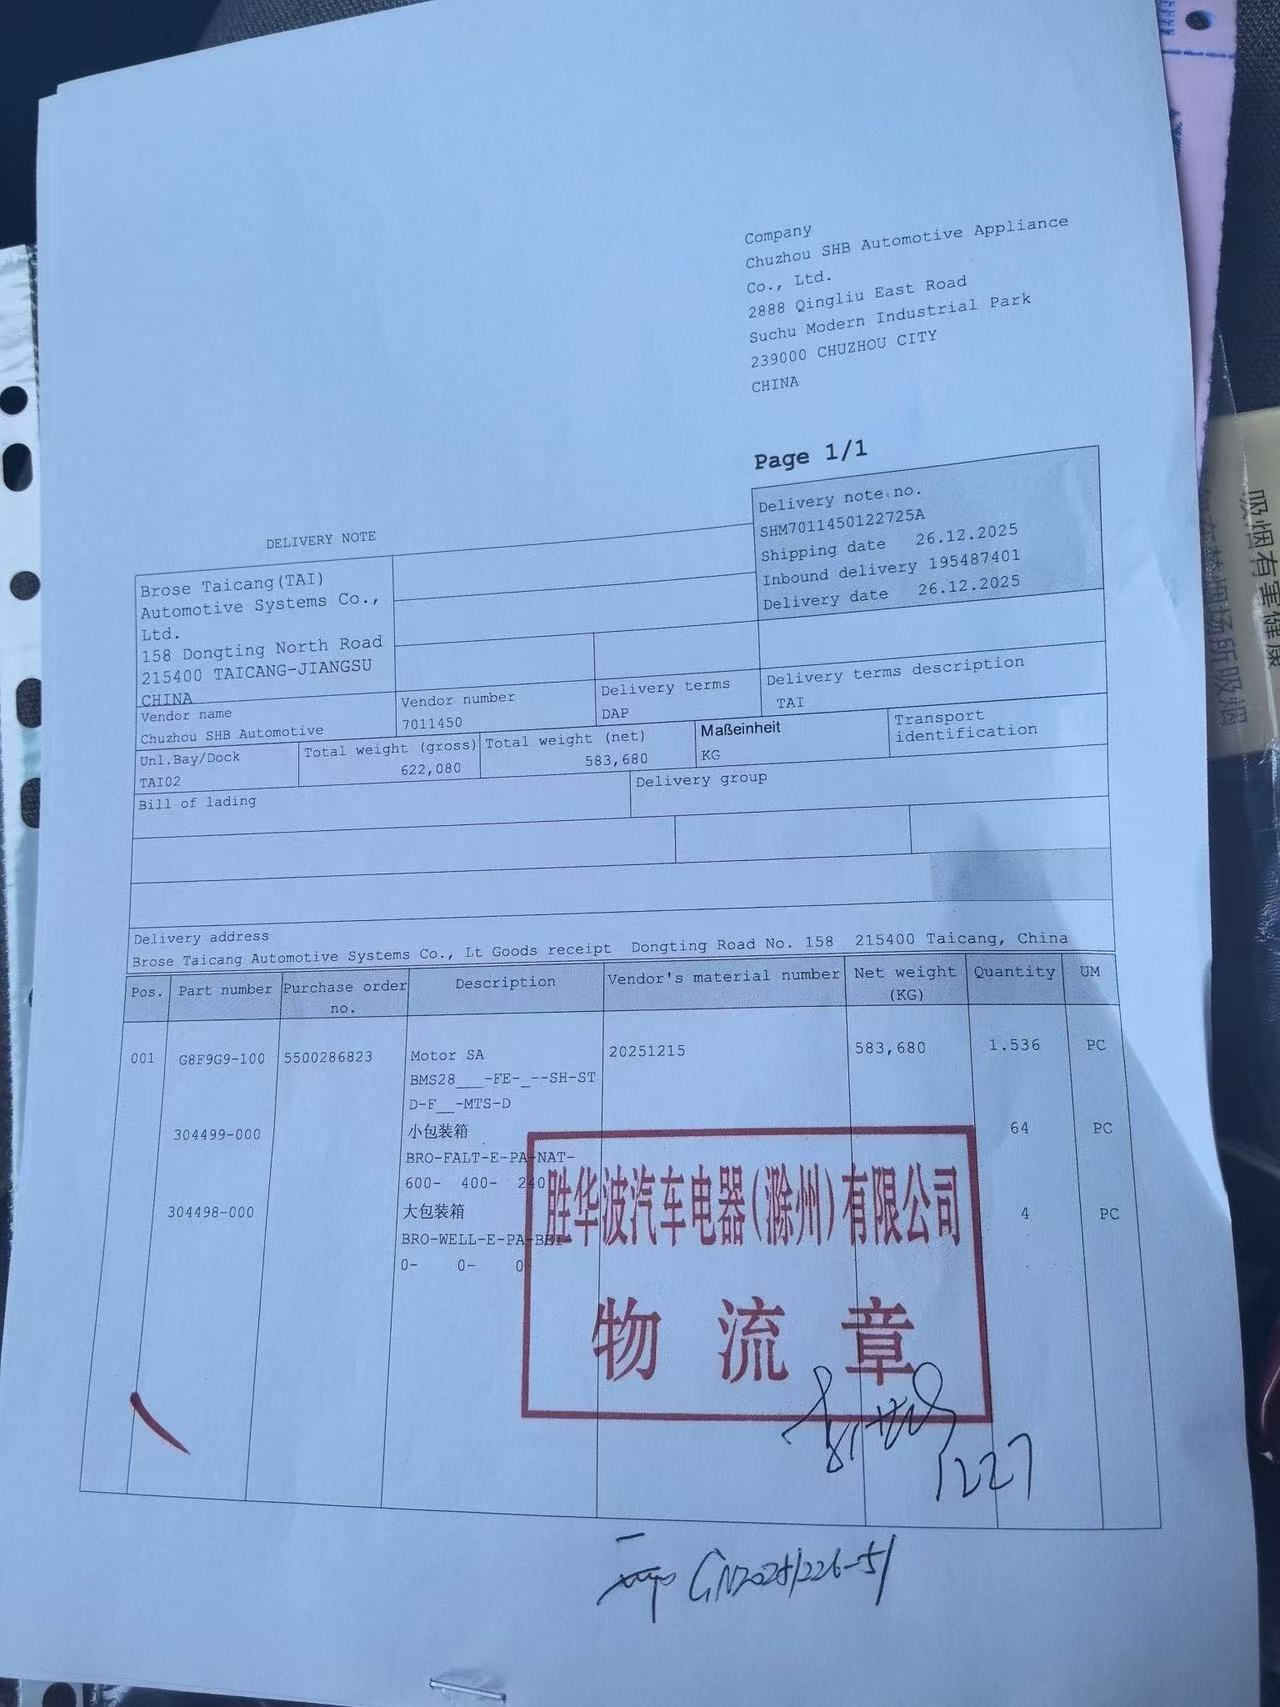 Company
Chuzhou SHB Automotive Appliance
Co., Ltd.
2888 Qingliu East Road
Suchu Modern Industrial Park
239000 CHUZHOU CITY
CHINA
Page 1/1
DELIVERY NOTE
Delivery note no.
SHM7011450122725A
Shipping date 26.12.2025
Inbound delivery 195487401
Delivery date 26.12.2025
Brose Taicang(TAI)
Automotive Systems Co.,
Ltd.
158 Dongting North Road
215400 TAICANG-JIANGSU
CHINA
Vendor name
Chuzhou SHB Automotive
Vendor number
7011450
Delivery terms
DAP
Delivery terms description
TAI
Unl.Bay/Dock
TAI02
Total weight (gross)
622,080
Total weight (net)
583,680
Maßeinheit
KG
Transport
identification
Bill of lading
Delivery group
Delivery address
Brose Taicang Automotive Systems Co., Lt Goods receipt Dongting Road No. 158 215400 Taicang, China
Pos. Part number Purchase order no. Description Vendor's material number Net weight (KG) Quantity UM
001 G8F9G9-100 5500286823 Motor SA 20251215 583,680 1.536 PC
BMS28___-FE-_--SH-ST
D-F__-MTS-D
304499-000 小包装箱 64 PC
BRO-FALT-E-PA-NAT-
600- 400- 240
304498-000 大包装箱 4 PC
BRO-WELL-E-PA-BEI-
0- 0- 0
胜华波汽车电器(滁州)有限公司
物流章
1227
GN20251226-51
吸烟有害健康